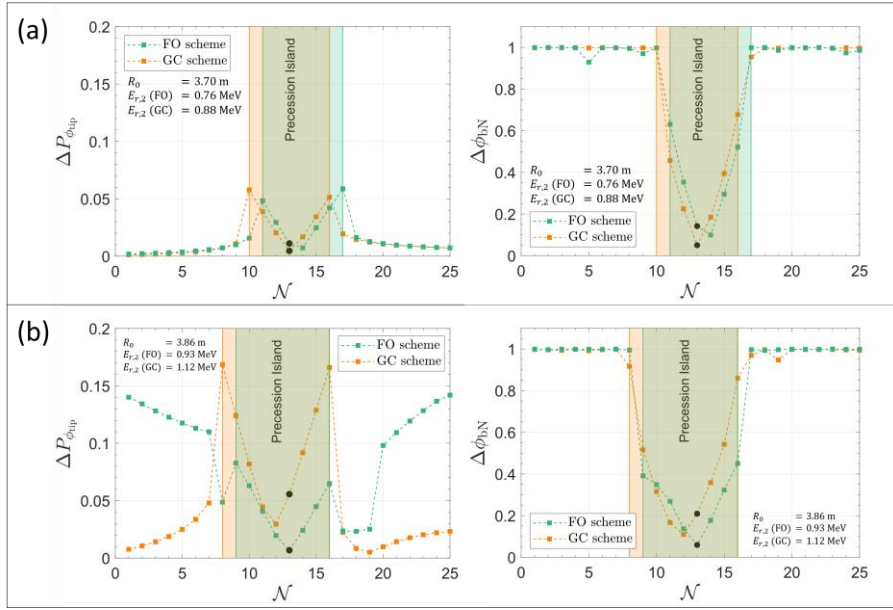 (a)
0.2
0.15
0.1
0.05
0
ΔP_ϕtip
FO scheme
GC scheme
R₀ = 3.70 m
E_r,2 (FO) = 0.76 MeV
E_r,2 (GC) = 0.88 MeV
Precession Island
0 5 10 15 20 25
𝒩
1
0.8
0.6
0.4
0.2
0
Δϕ_bN
Precession Island
R₀ = 3.70 m
E_r,2 (FO) = 0.76 MeV
E_r,2 (GC) = 0.88 MeV
FO scheme
GC scheme
0 5 10 15 20 25
𝒩
(b)
0.2
0.15
0.1
0.05
0
ΔP_ϕtip
R₀ = 3.86 m
E_r,2 (FO) = 0.93 MeV
E_r,2 (GC) = 1.12 MeV
Precession Island
FO scheme
GC scheme
0 5 10 15 20 25
𝒩
1
0.8
0.6
0.4
0.2
0
Δϕ_bN
Precession Island
FO scheme
GC scheme
R₀ = 3.86 m
E_r,2 (FO) = 0.93 MeV
E_r,2 (GC) = 1.12 MeV
0 5 10 15 20 25
𝒩